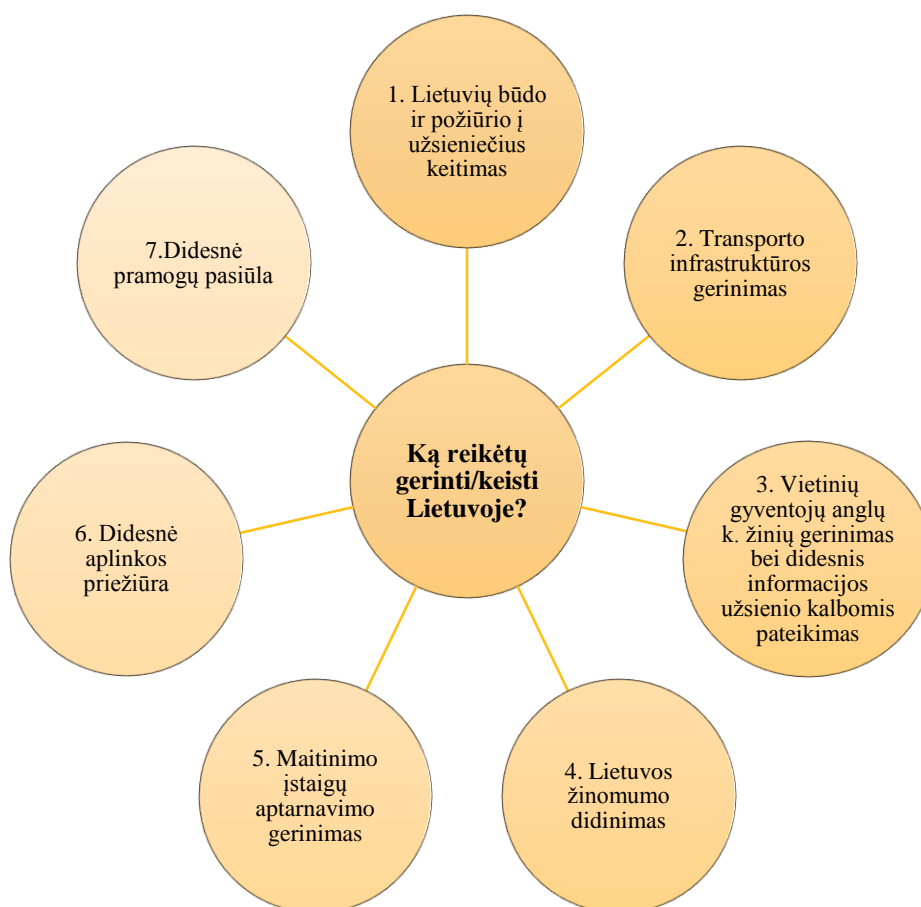 1. Lietuvių būdo
ir požiūrio į
užsieniečius
keitimas
2. Transporto
infrastruktūros
gerinimas
3. Vietinių
gyventojų anglų
k. žinių gerinimas
bei didesnis
informacijos
užsienio kalbomis
pateikimas
4. Lietuvos
žinomumo
didinimas
5. Maitinimo
įstaigų
aptarnavimo
gerinimas
6. Didesnė
aplinkos
priežiūra
7.Didesnė
pramogų pasiūla
Ką reikėtų
gerinti/keisti
Lietuvoje?